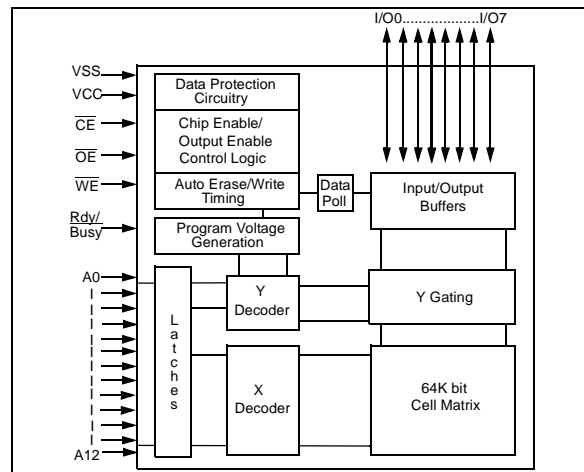 I/O0...................I/O7
VSS
VCC
CE
OE
WE
Rdy/
Busy
A0
A12
Data Protection
Circuitry
Chip Enable/
Output Enable
Control Logic
Auto Erase/Write
Timing
Data
Poll
Input/Output
Buffers
Program Voltage
Generation
L
a
t
c
h
e
s
Y
Decoder
Y Gating
X
Decoder
64K bit
Cell Matrix